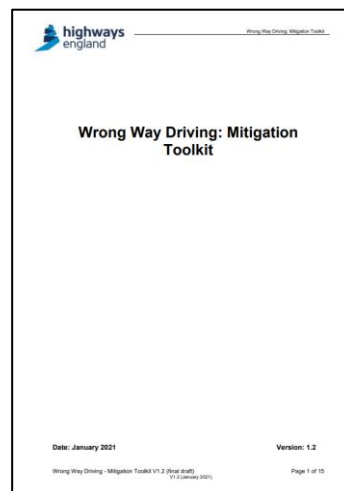 highways
england
Wrong Way Driving: Mitigation Toolkit
Wrong Way Driving: Mitigation
Toolkit
Date: January 2021
Version: 1.2
Wrong Way Driving - Mitigation Toolkit V1.2 (final draft)
Page 1 of 15
V1.2 (January 2021)